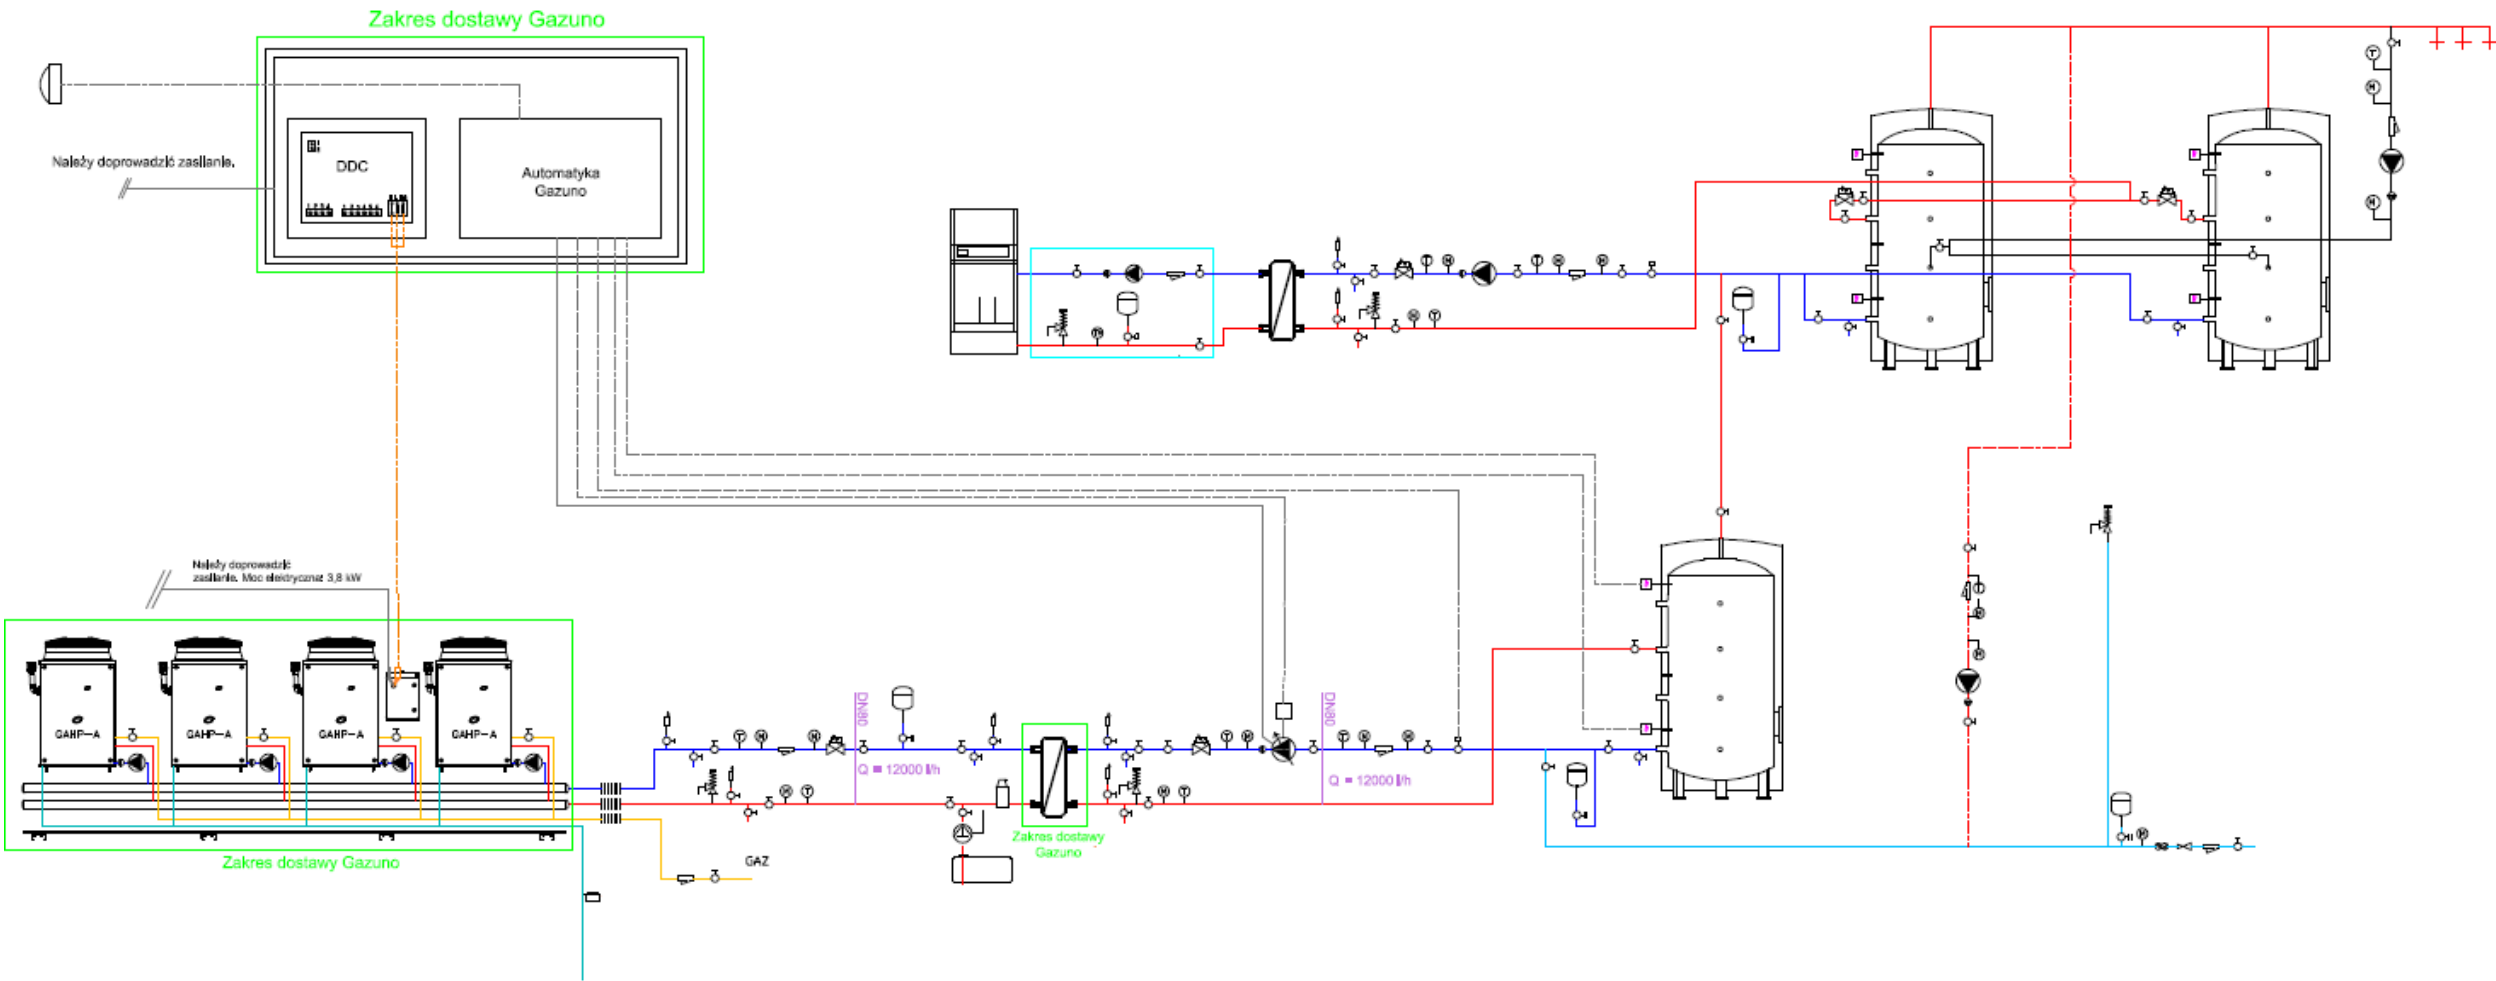 Zakres dostawy Gazuno
Należy doprowadzić zasilanie.
DDC
Automatyka
Gazuno
Należy doprowadzić
zasilanie. Moc elektryczna: 3,8 kW
GAHP-A
GAHP-A
GAHP-A
GAHP-A
Zakres dostawy Gazuno
GAZ
DN80
Q = 12000 l/h
Zakres dostawy
Gazuno
DN80
Q = 12000 l/h
T
M
M
M
T
T
M
T
M
M
M
T
T
M
M
T
M
M
M
T
T
M
T
M
M
M
T
M